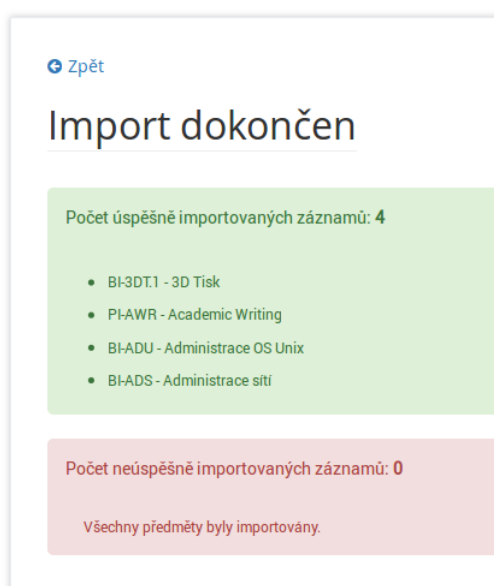 Zpět
Import dokončen
Počet úspěšně importovaných záznamů: 4
BI-3DT.1 - 3D Tisk
PI-AWR - Academic Writing
BI-ADU - Administrace OS Unix
BI-ADS - Administrace sítí
Počet neúspěšně importovaných záznamů: 0
Všechny předměty byly importovány.